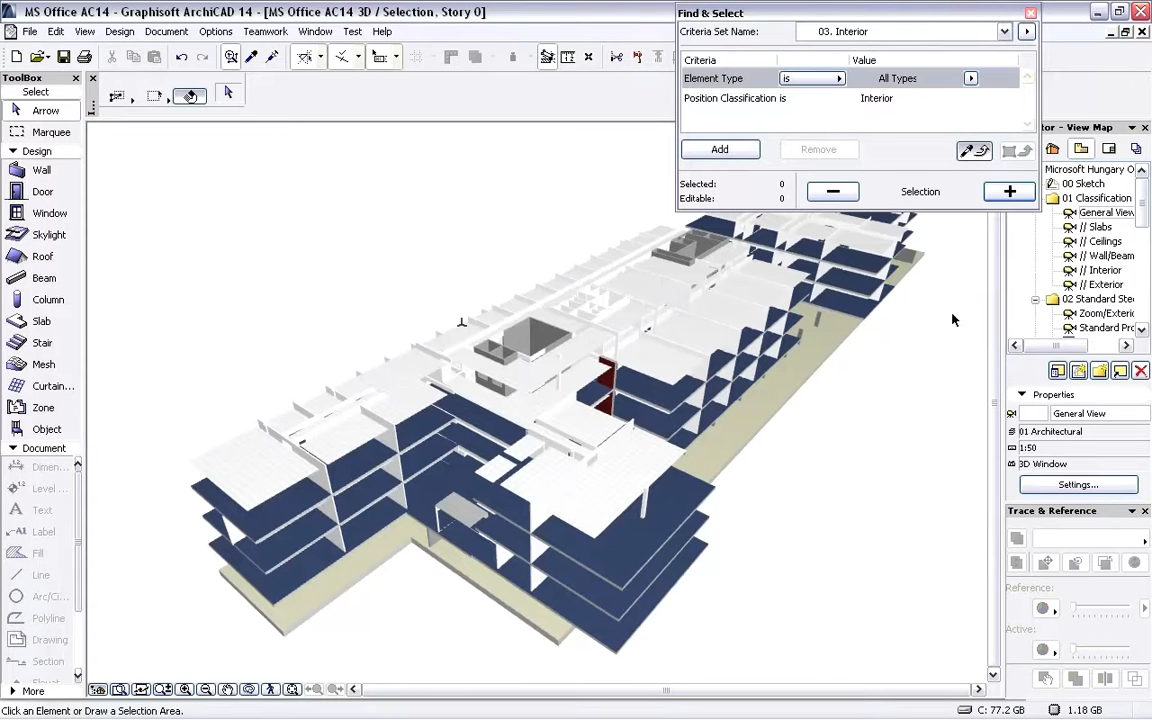 MS Office AC14 - Graphisoft ArchiCAD 14 - [MS Office AC14 3D / Selection, Story 0]
File Edit View Design Document Options Teamwork Window Test Help
Find & Select
Criteria Set Name: 03. Interior
Criteria Value
Element Type is All Types
Position Classification is Interior
Add Remove
Selected: 0
Editable: 0
Selection
ToolBox
Select
Arrow
Marquee
Design
Wall
Door
Window
Skylight
Roof
Beam
Column
Slab
Stair
Mesh
Curtain...
Zone
Object
Document
Dimen...
Level ...
Text
Label
Fill
Line
Arc/Ci...
Polyline
Drawing
Section
More
tor - View Map
Microsoft Hungary O
00 Sketch
01 Classification
General View
// Slabs
// Ceilings
// Wall/Beam
// Interior
// Exterior
02 Standard Ste
Zoom/Exterio
Standard Pro
Properties
General View
01 Architectural
1:50
3D Window
Settings...
Trace & Reference
Reference:
Active:
Click an Element or Draw a Selection Area.
C: 77.2 GB
1.18 GB